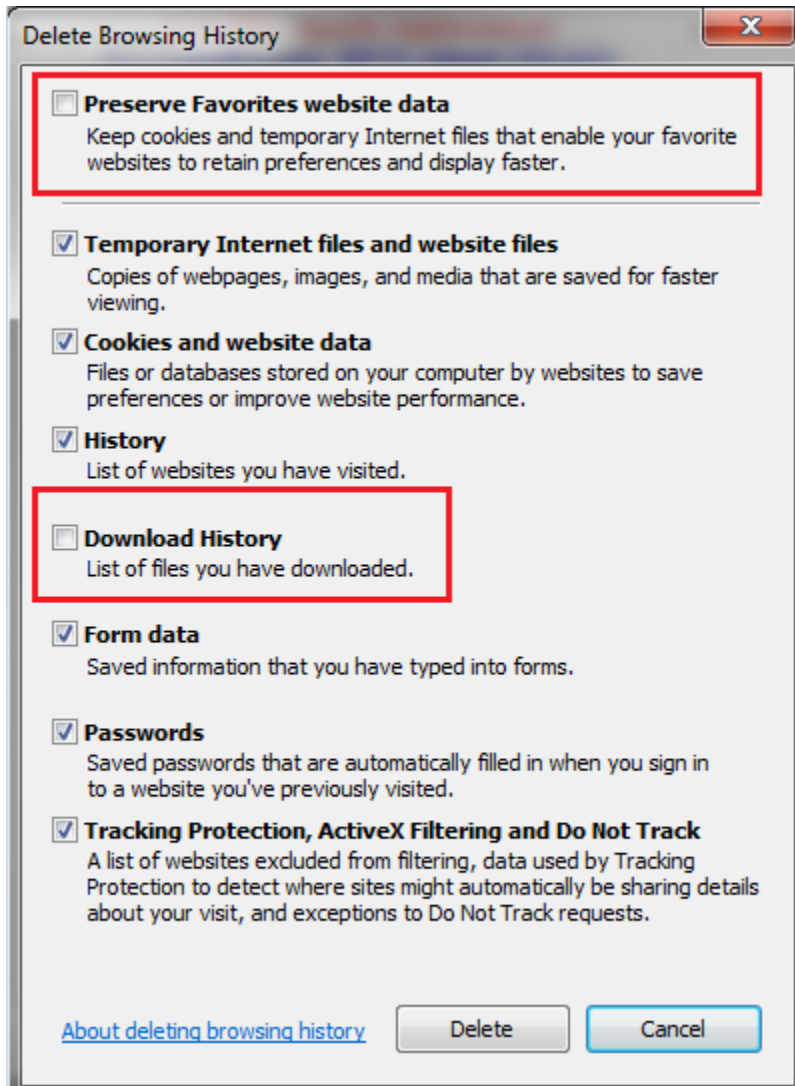 Delete Browsing History
Preserve Favorites website data
Keep cookies and temporary Internet files that enable your favorite
websites to retain preferences and display faster.
Temporary Internet files and website files
Copies of webpages, images, and media that are saved for faster
viewing.
Cookies and website data
Files or databases stored on your computer by websites to save
preferences or improve website performance.
History
List of websites you have visited.
Download History
List of files you have downloaded.
Form data
Saved information that you have typed into forms.
Passwords
Saved passwords that are automatically filled in when you sign in
to a website you've previously visited.
Tracking Protection, ActiveX Filtering and Do Not Track
A list of websites excluded from filtering, data used by Tracking
Protection to detect where sites might automatically be sharing details
about your visit, and exceptions to Do Not Track requests.
About deleting browsing history
Delete
Cancel